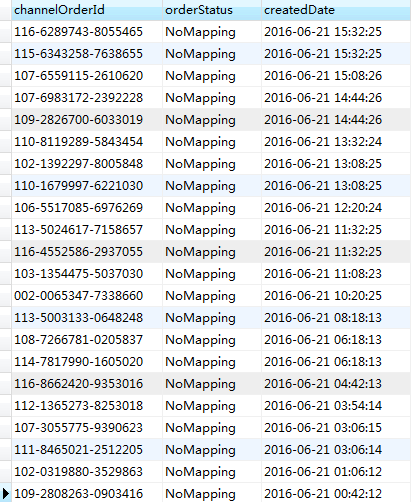 channelOrderId orderStatus createdDate
116-6289743-8055465 NoMapping 2016-06-21 15:32:25
115-6343258-7638655 NoMapping 2016-06-21 15:32:25
107-6559115-2610620 NoMapping 2016-06-21 15:08:26
107-6983172-2392228 NoMapping 2016-06-21 14:44:26
109-2826700-6033019 NoMapping 2016-06-21 14:44:26
110-8119289-5843454 NoMapping 2016-06-21 13:32:24
102-1392297-8005848 NoMapping 2016-06-21 13:08:25
110-1679997-6221030 NoMapping 2016-06-21 13:08:25
106-5517085-6976269 NoMapping 2016-06-21 12:20:24
113-5024617-7158657 NoMapping 2016-06-21 11:32:25
116-4552586-2937055 NoMapping 2016-06-21 11:32:25
103-1354475-5037030 NoMapping 2016-06-21 11:08:23
002-0065347-7338660 NoMapping 2016-06-21 10:20:25
113-5003133-0648248 NoMapping 2016-06-21 08:18:13
108-7266781-0205837 NoMapping 2016-06-21 06:18:13
114-7817990-1605020 NoMapping 2016-06-21 06:18:13
116-8662420-9353016 NoMapping 2016-06-21 04:42:13
112-1365273-8253018 NoMapping 2016-06-21 03:54:14
107-3055775-9390623 NoMapping 2016-06-21 03:06:15
111-8465021-2512205 NoMapping 2016-06-21 03:06:14
102-0319880-3529863 NoMapping 2016-06-21 01:06:12
109-2808263-0903416 NoMapping 2016-06-21 00:42:12